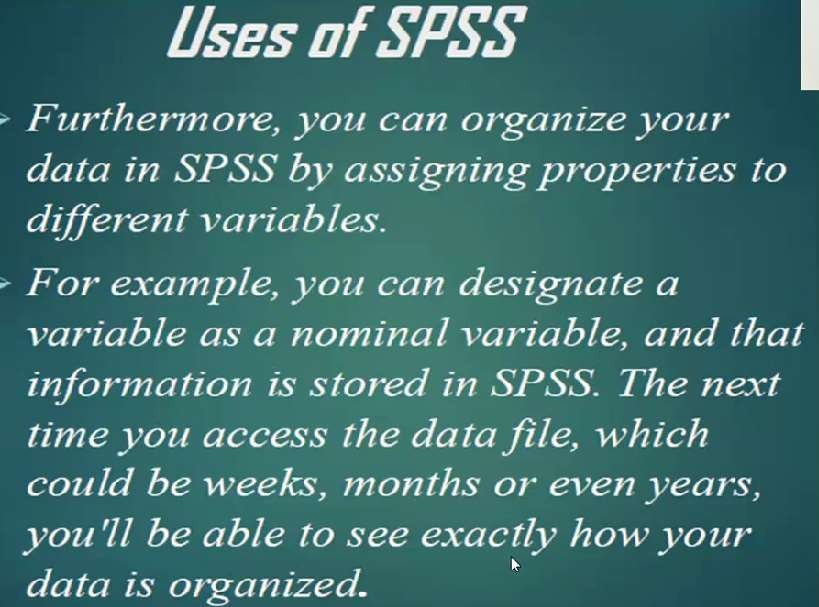 Uses of SPSS
Furthermore, you can organize your
data in SPSS by assigning properties to
different variables.
For example, you can designate a
variable as a nominal variable, and that
information is stored in SPSS. The next
time you access the data file, which
could be weeks, months or even years,
you'll be able to see exactly how your
data is organized.